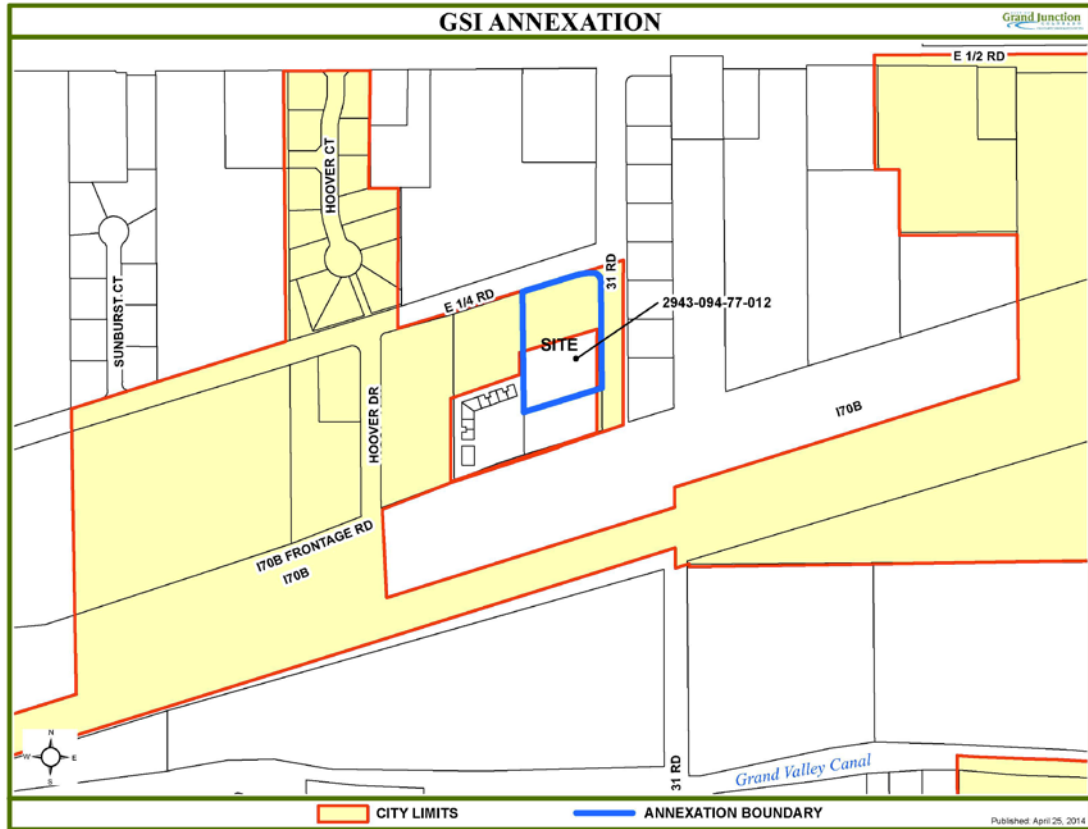 GSI ANNEXATION
Grand Junction
COLORADO
E 1/2 RD
HOOVER CT
SUNBURST CT
31 RD
E 1/4 RD
2943-094-77-012
SITE
HOOVER DR
I70B
I70B FRONTAGE RD
I70B
31 RD
Grand Valley Canal
N
W
E
S
CITY LIMITS
ANNEXATION BOUNDARY
Published: April 25, 2014